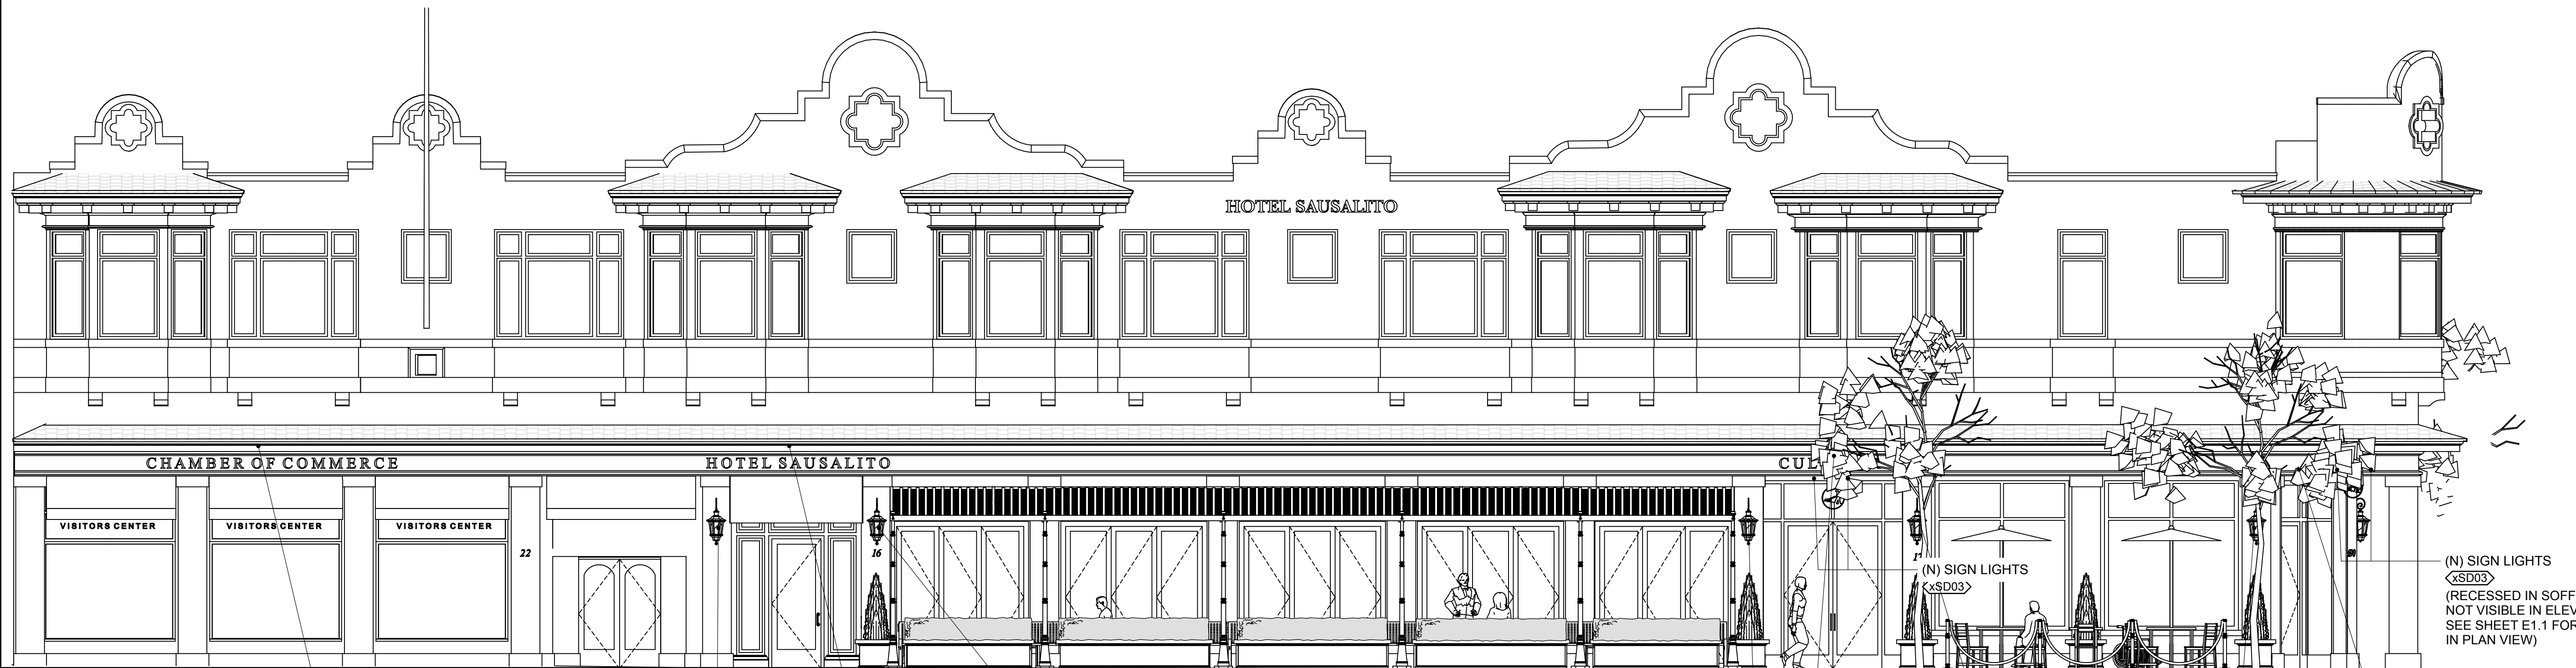 HOTEL SAUSALITO
CHAMBER OF COMMERCE
HOTEL SAUSALITO
VISITORS CENTER
VISITORS CENTER
VISITORS CENTER
22
16
(N) SIGN LIGHTS
xSD03
(N) SIGN LIGHTS
xSD03
(RECESSED IN SOFF
NOT VISIBLE IN ELEV
SEE SHEET E1.1 FOR
IN PLAN VIEW)